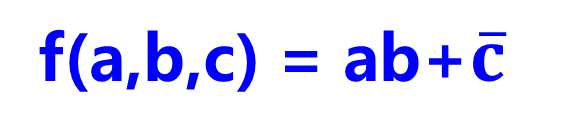 f(a,b,c) = ab+c̅